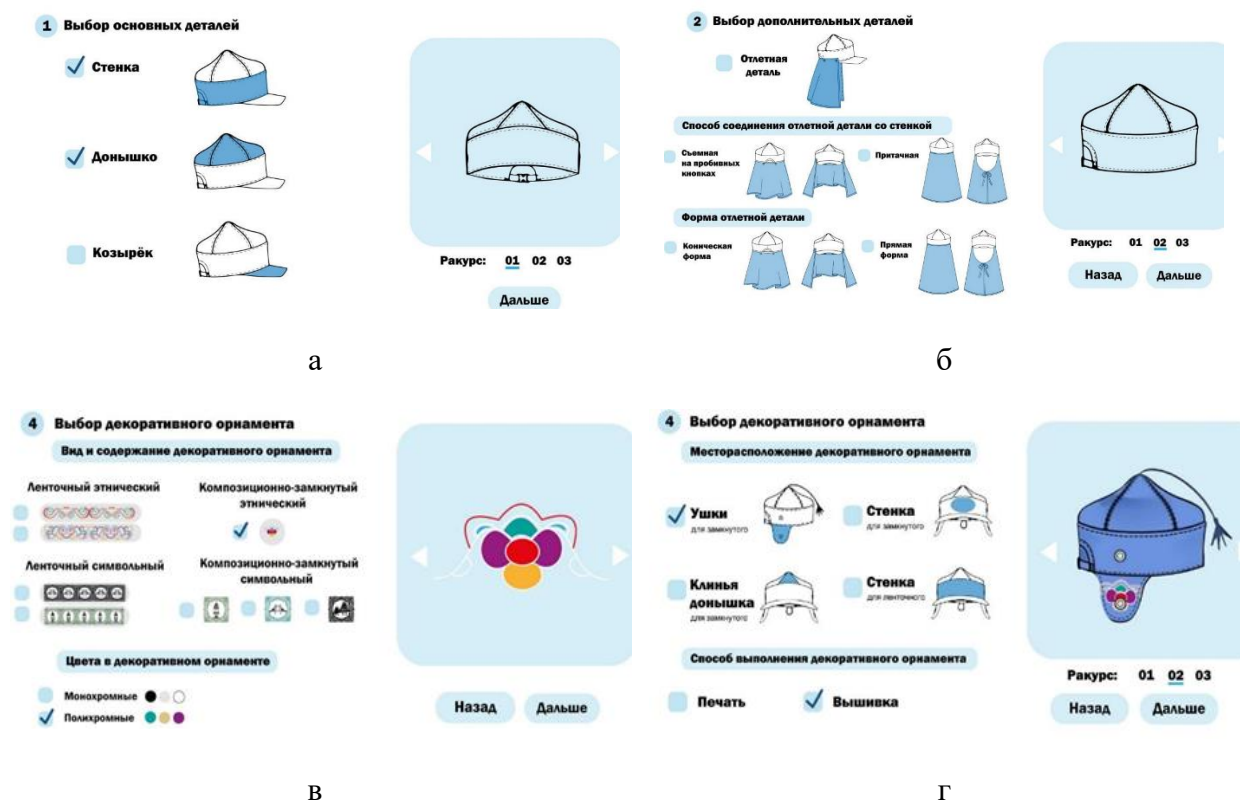 1 Выбор основных деталей
Стенка
Донышко
Козырёк
Ракурс: 01 02 03
Дальше
а
2 Выбор дополнительных деталей
Отлетная
деталь
Способ соединения отлетной детали со стенкой
Съемная
на пробивных
кнопках
Притачная
Форма отлетной детали
Коническая
форма
Прямая
форма
Ракурс: 01 02 03
Назад Дальше
б
4 Выбор декоративного орнамента
Вид и содержание декоративного орнамента
Ленточный этнический
Композиционно-замкнутый
этнический
Ленточный символьный
Композиционно-замкнутый
символьный
Цвета в декоративном орнаменте
Монохромные
Полихромные
Назад Дальше
в
4 Выбор декоративного орнамента
Месторасположение декоративного орнамента
Ушки
для замкнутого
Стенка
для замкнутого
Клинья
донышка
для замкнутого
Стенка
для ленточного
Способ выполнения декоративного орнамента
Печать
Вышивка
Ракурс: 01 02 03
Назад Дальше
г